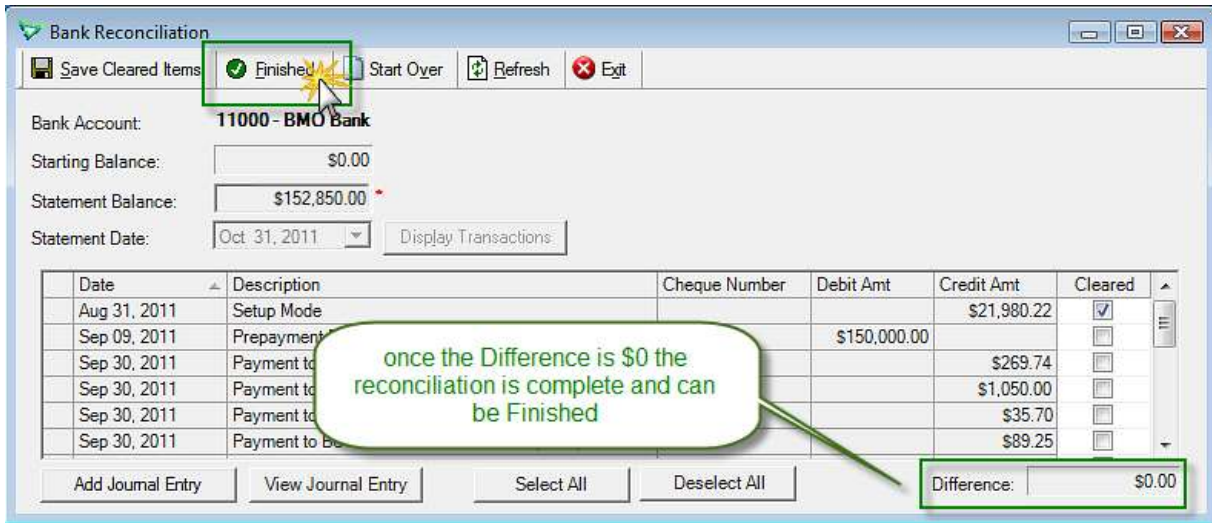 Bank Reconciliation
Save Cleared Items Finished Start Over Refresh Exit
Bank Account: 11000 - BMO Bank
Starting Balance: $0.00
Statement Balance: $152,850.00 *
Statement Date: Oct 31, 2011 Display Transactions
Date Description Cheque Number Debit Amt Credit Amt Cleared
Aug 31, 2011 Setup Mode $21,980.22
Sep 09, 2011 Prepayment $150,000.00
Sep 30, 2011 Payment to $269.74
Sep 30, 2011 Payment to $1,050.00
Sep 30, 2011 Payment to $35.70
Sep 30, 2011 Payment to $89.25
once the Difference is $0 the
reconciliation is complete and can
be Finished
Add Journal Entry View Journal Entry Select All Deselect All Difference: $0.00